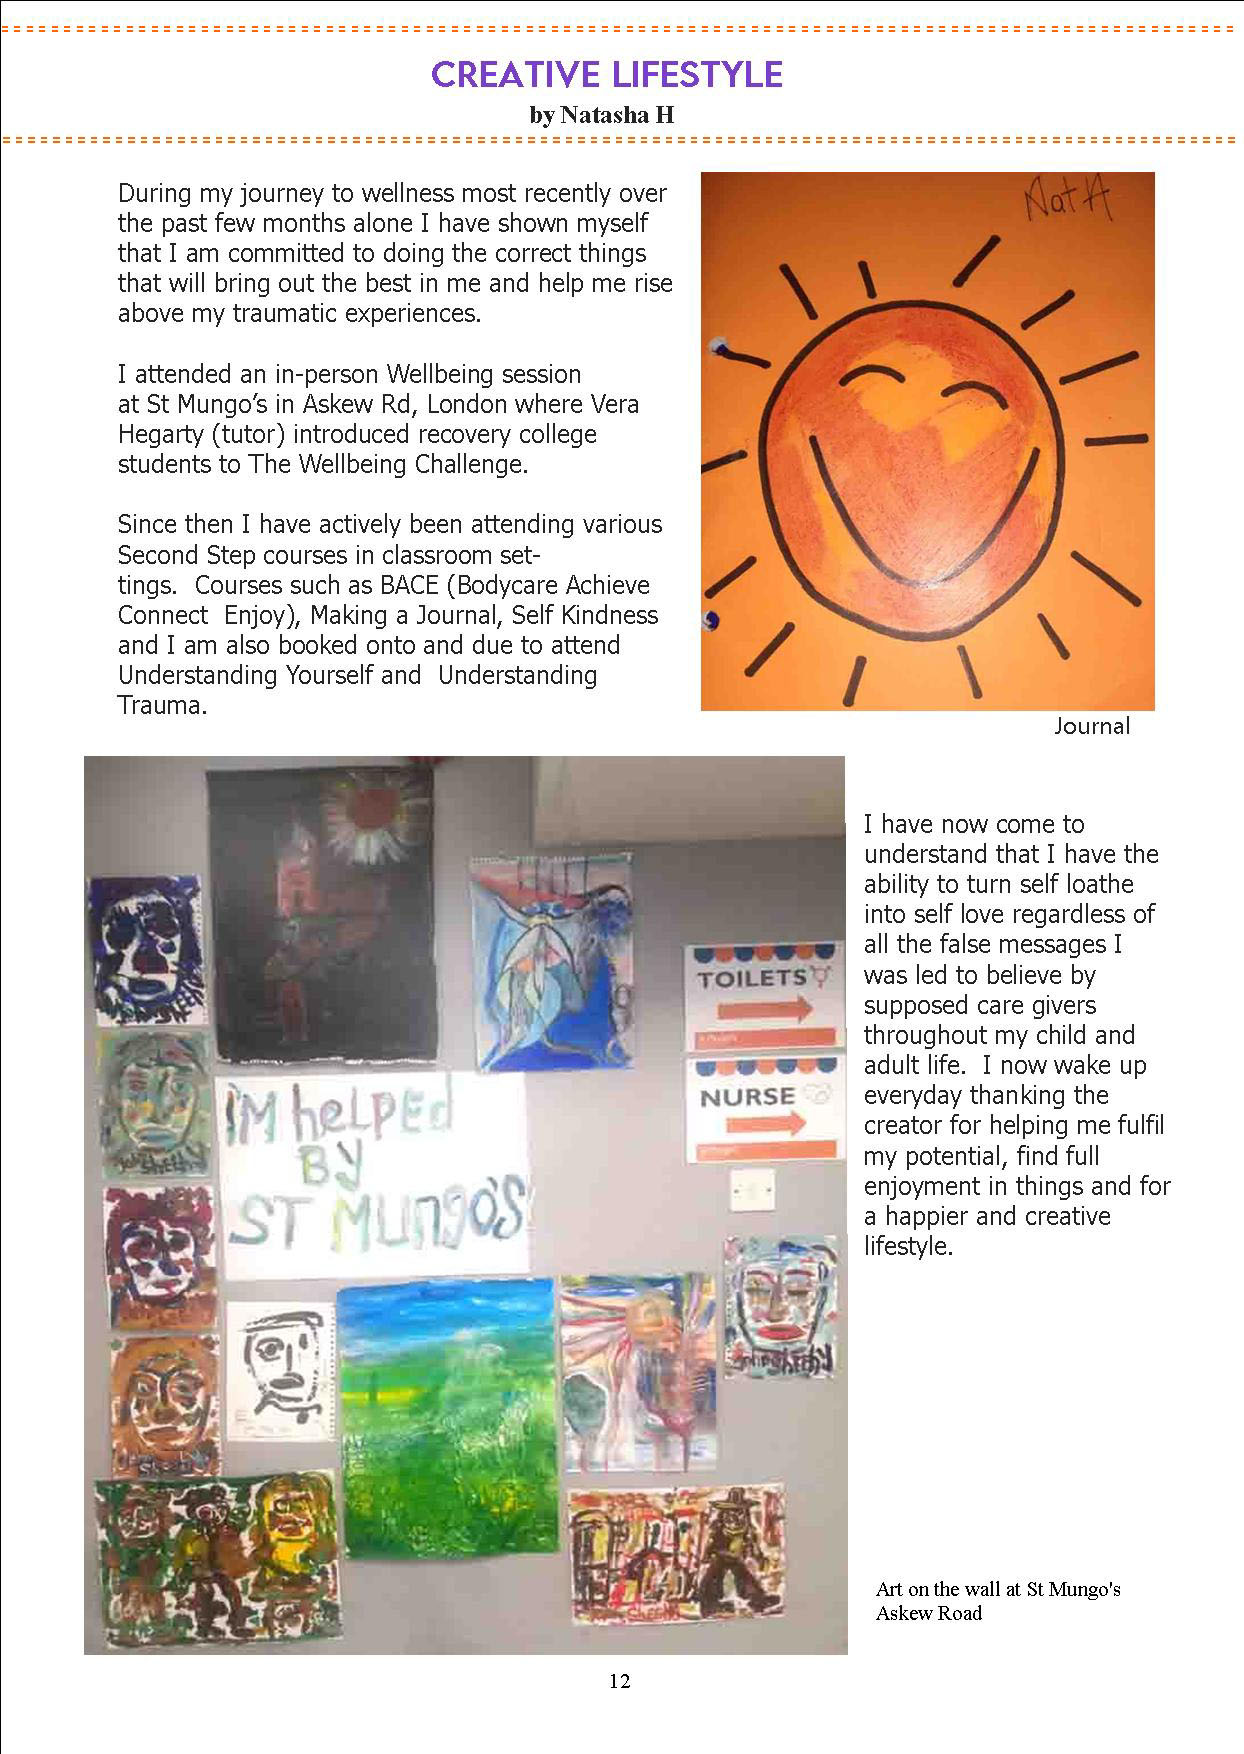 CREATIVE LIFESTYLE
by Natasha H
During my journey to wellness most recently over
the past few months alone I have shown myself
that I am committed to doing the correct things
that will bring out the best in me and help me rise
above my traumatic experiences.
I attended an in-person Wellbeing session
at St Mungo’s in Askew Rd, London where Vera
Hegarty (tutor) introduced recovery college
students to The Wellbeing Challenge.
Since then I have actively been attending various
Second Step courses in classroom set-
tings.  Courses such as BACE (Bodycare Achieve
Connect  Enjoy), Making a Journal, Self Kindness
and I am also booked onto and due to attend
Understanding Yourself and  Understanding
Trauma.
Nat H
Journal
TOILETS
NURSE
I'M hELPEd
BY
ST MUngO'S
I have now come to
understand that I have the
ability to turn self loathe
into self love regardless of
all the false messages I
was led to believe by
supposed care givers
throughout my child and
adult life.  I now wake up
everyday thanking the
creator for helping me fulfil
my potential, find full
enjoyment in things and for
a happier and creative
lifestyle.
Art on the wall at St Mungo's
Askew Road
12